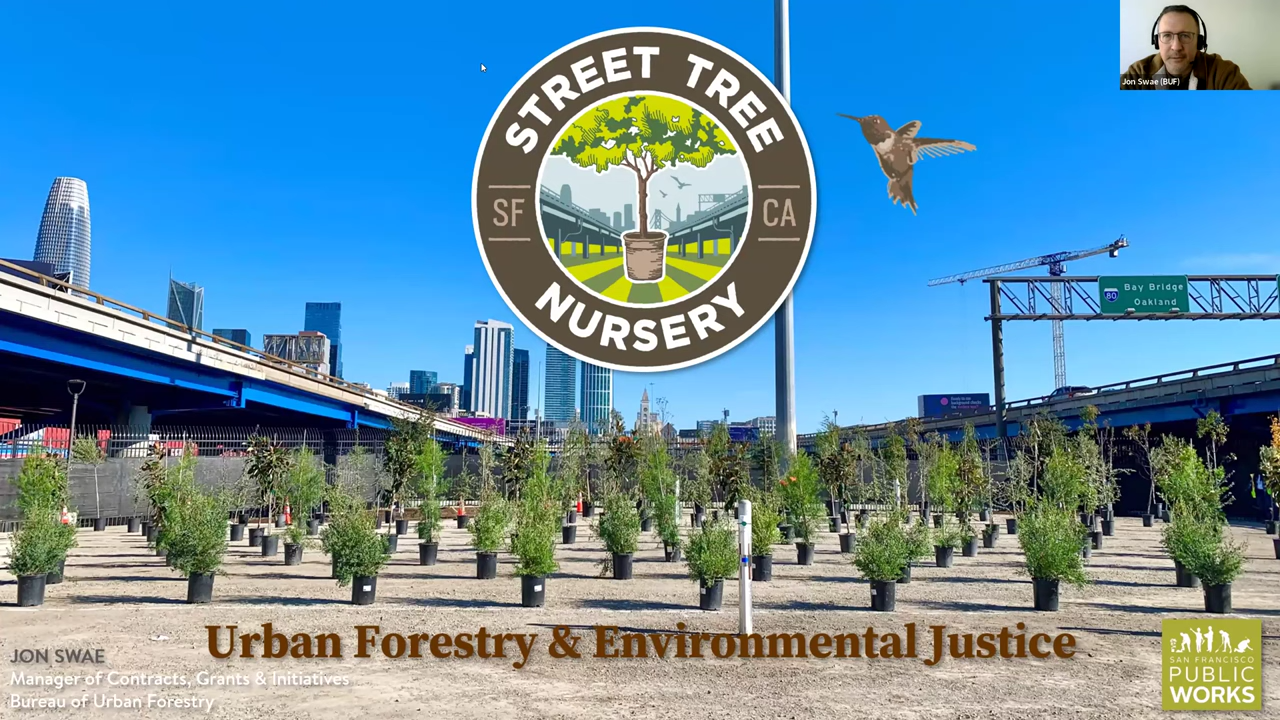 STREET TREE
SF
CA
NURSERY
Jon Swae (BUF)
80
Bay Bridge
Oakland
Urban Forestry & Environmental Justice
JON SWAE
Manager of Contracts, Grants & Initiatives
Bureau of Urban Forestry
SAN FRANCISCO
PUBLIC
WORKS